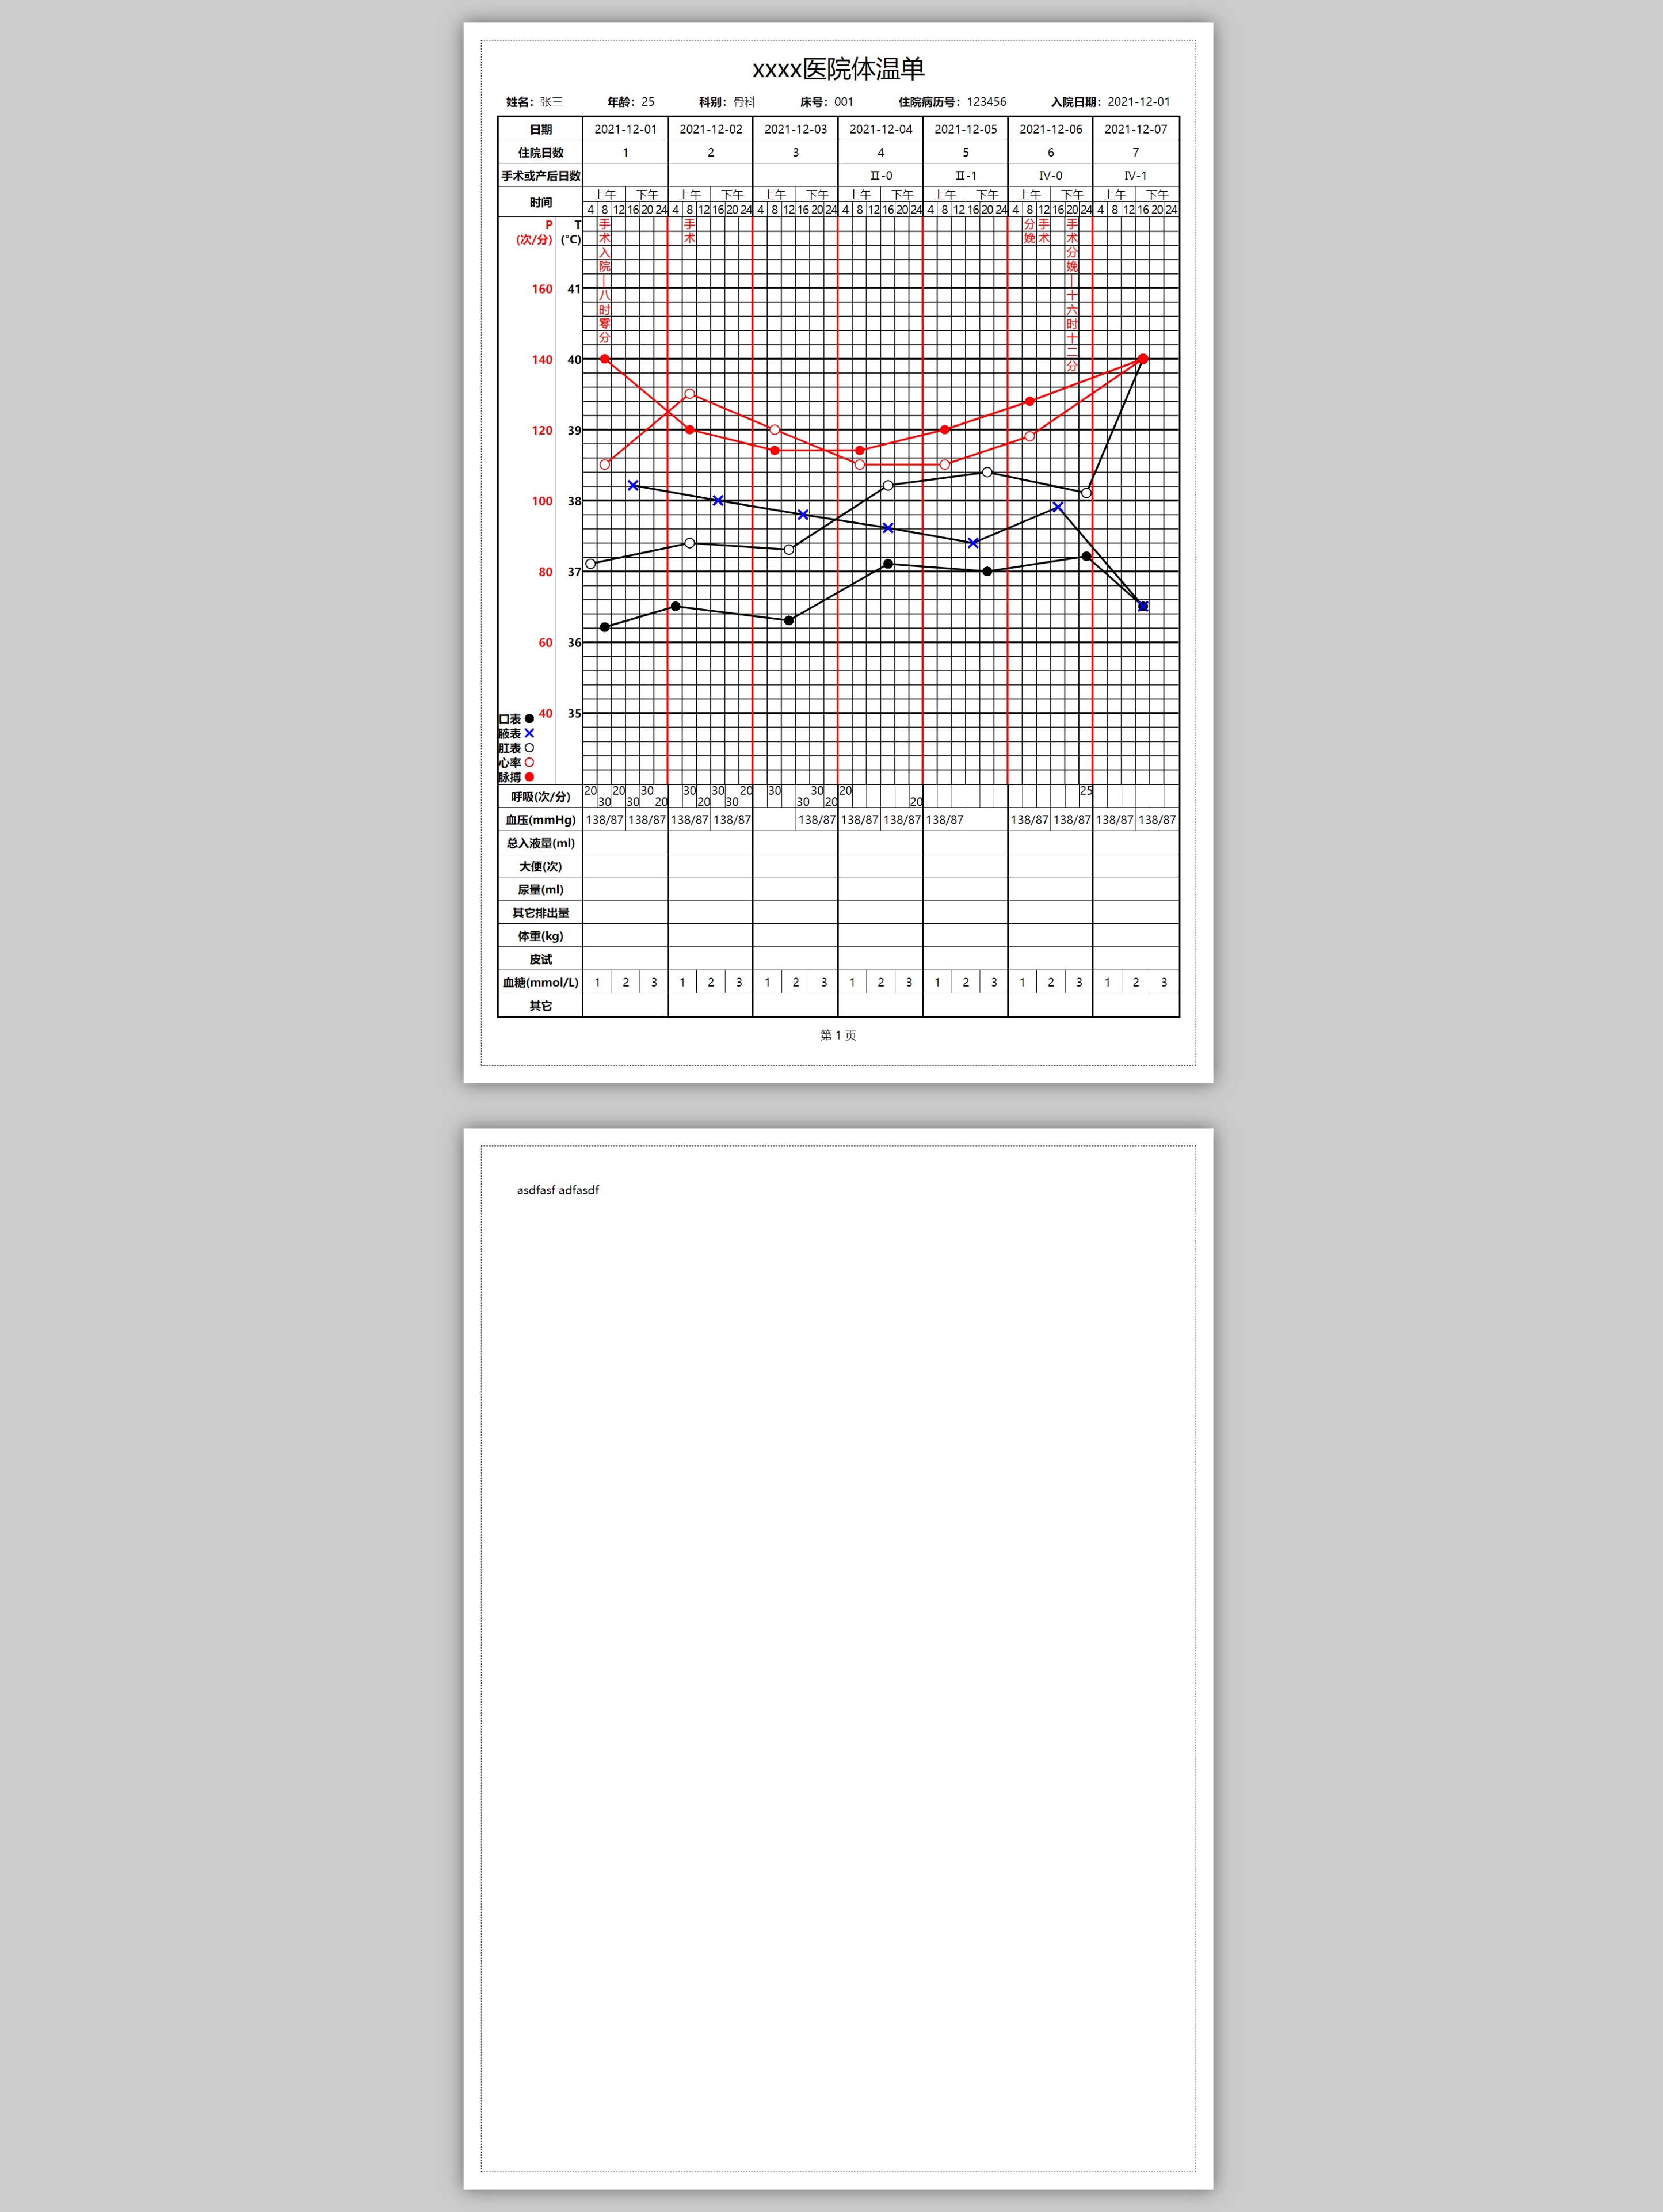 xxxx医院体温单
姓名：张三 年龄：25 科别：骨科 床号：001 住院病历号：123456 入院日期：2021-12-01
日期 2021-12-01 2021-12-02 2021-12-03 2021-12-04 2021-12-05 2021-12-06 2021-12-07
住院日数 1 2 3 4 5 6 7
手术或产后日数 Ⅱ-0 Ⅱ-1 Ⅳ-0 Ⅳ-1
时间 上午 下午 上午 下午 上午 下午 上午 下午 上午 下午 上午 下午 上午 下午
4 8 12 16 20 24 4 8 12 16 20 24 4 8 12 16 20 24 4 8 12 16 20 24 4 8 12 16 20 24 4 8 12 16 20 24 4 8 12 16 20 24
P T
(次/分) (°C)
手术入院—八时零分
手术
分娩
手术
手术分娩—十六时十二分
160 41
140 40
120 39
100 38
80 37
60 36
40 35
口表
腋表
肛表
心率
脉搏
呼吸(次/分) 20 30 20 30 30 20 30 20 30 30 20 30 30 30 20 20 20 25
血压(mmHg) 138/87 138/87 138/87 138/87 138/87 138/87 138/87 138/87 138/87 138/87 138/87 138/87
总入液量(ml)
大便(次)
尿量(ml)
其它排出量
体重(kg)
皮试
血糖(mmol/L) 1 2 3 1 2 3 1 2 3 1 2 3 1 2 3 1 2 3 1 2 3
其它
第 1 页
asdfasf adfasdf